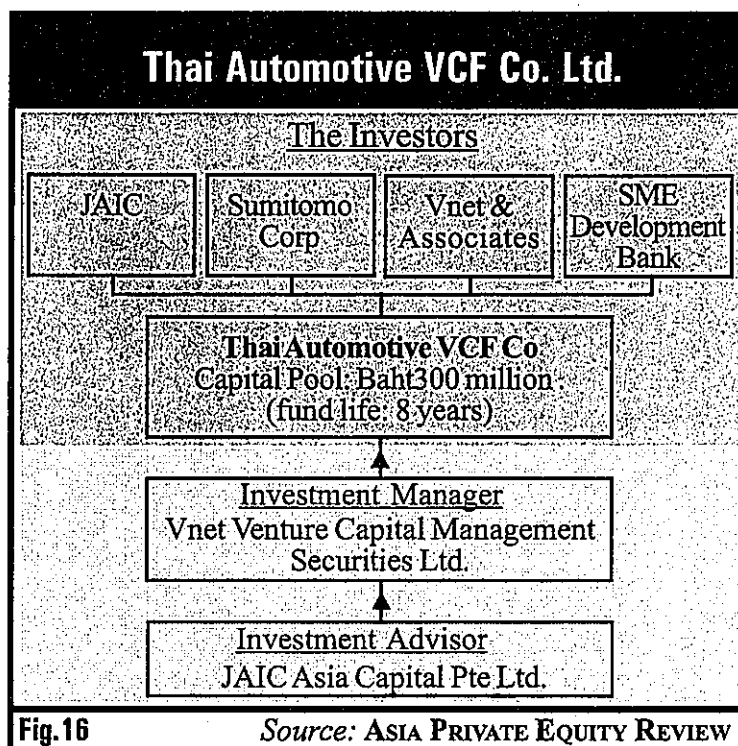 Thai Automotive VCF Co. Ltd.
The Investors
JAIC
Sumitomo
Corp
Vnet &
Associates
SME
Development
Bank
Thai Automotive VCF Co
Capital Pool: Baht300 million
(fund life: 8 years)
Investment Manager
Vnet Venture Capital Management
Securities Ltd.
Investment Advisor
JAIC Asia Capital Pte Ltd.
Fig.16 Source: ASIA PRIVATE EQUITY REVIEW